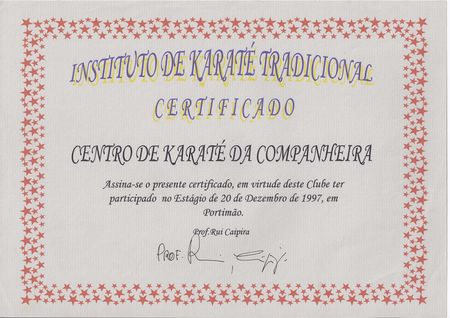 INSTITUTO DE KARATÉ TRADICIONAL
CERTIFICADO
CENTRO DE KARATÉ DA COMPANHEIRA
Assina-se o presente certificado, em virtude deste Clube ter
participado no Estágio de 20 de Dezembro de 1997, em
Portimão.
Prof.Rui Caipira
PROF.